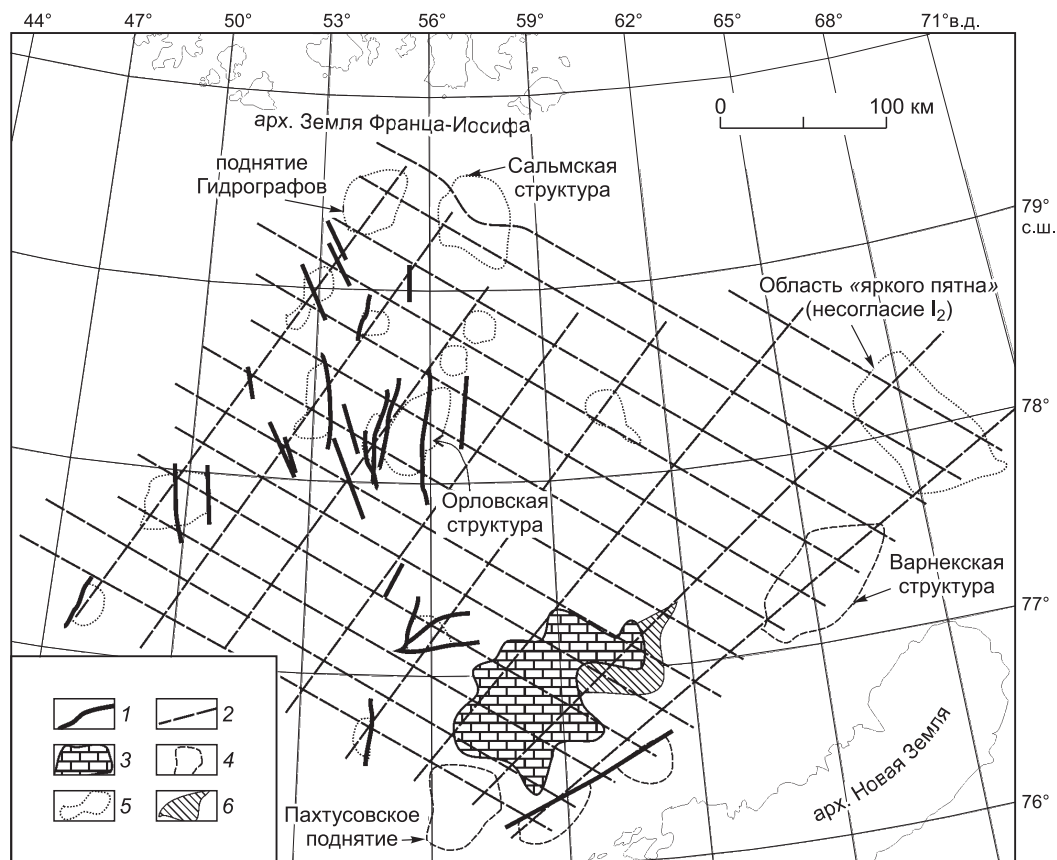 44° 47° 50° 53° 56° 59° 62° 65° 68° 71° в.д.
0 100 км
арх. Земля Франца-Иосифа
поднятие
Гидрографов
Сальмская
структура
79°
с.ш.
Область «яркого пятна»
(несогласие I₂)
78°
Орловская
структура
Варнекская
структура
77°
1 2
3 4
5 6
арх. Новая Земля
76°
Пахтусовское
поднятие